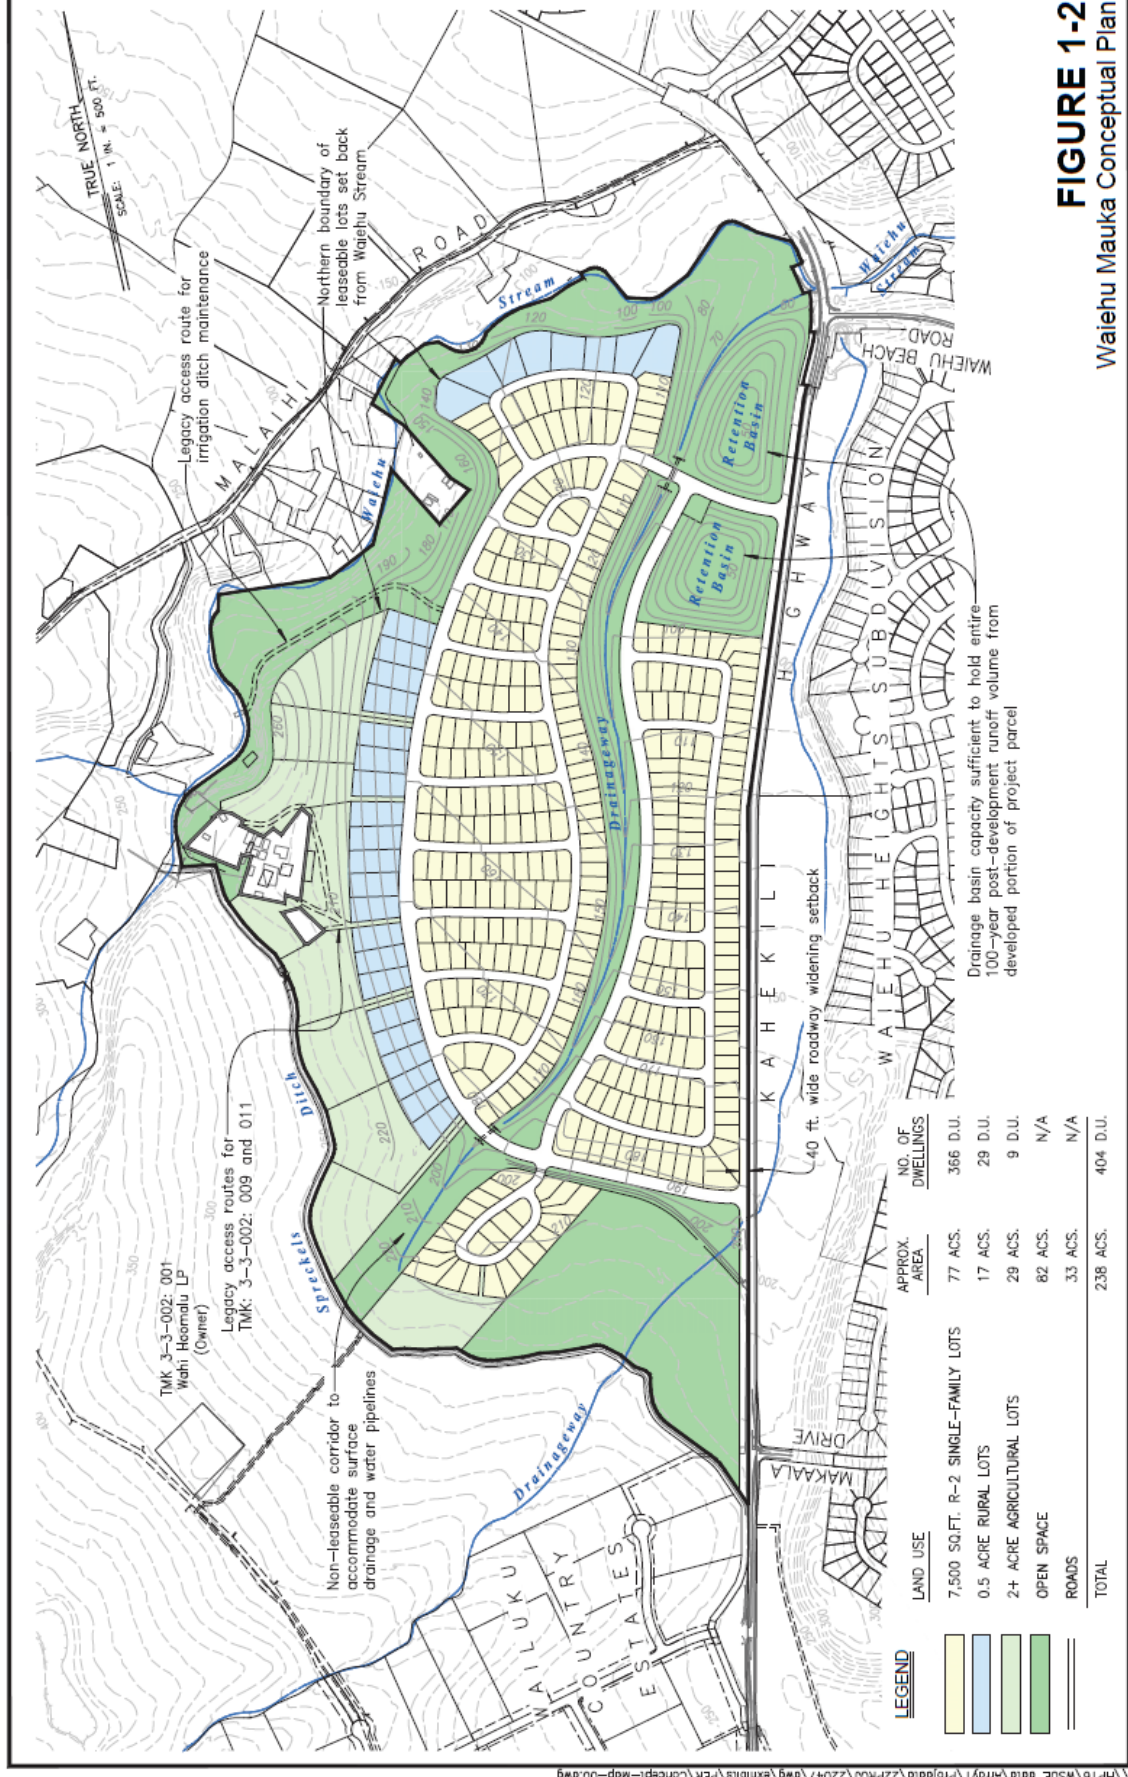 FIGURE 1-2
Waiehu Mauka Conceptual Plan
TRUE NORTH
SCALE: 1 IN. = 500 FT.
Legacy access route for
irrigation ditch maintenance
Northern boundary of
leaseable lots set back
from Waiehu Stream
MALAIHI
ROAD
Waiehu
Stream
Waiehu
Stream
WAIEHU BEACH
ROAD
Retention
Basin
Retention
Basin
Drainageway
KAHEKILI
HIGHWAY
WAIEHU HEIGHTS SUBDIVISION
40 ft. wide roadway widening setback
Drainage basin capacity sufficient to hold entire
100-year post-development runoff volume from
developed portion of project parcel
Spreckels
Ditch
TMK 3-3-002: 001
Wahi Hoomalu LP
(Owner)
Legacy access routes for
TMK: 3-3-002: 009 and 011
Non-leaseable corridor to
accommodate surface
drainage and water pipelines
Drainageway
WAILUKU
COUNTRY
ESTATES
MAKAALA
DRIVE
LEGEND
LAND USE APPROX. AREA NO. OF DWELLINGS
7,500 SQ.FT. R-2 SINGLE-FAMILY LOTS 77 ACS. 366 D.U.
0.5 ACRE RURAL LOTS 17 ACS. 29 D.U.
2+ ACRE AGRICULTURAL LOTS 29 ACS. 9 D.U.
OPEN SPACE 82 ACS. N/A
ROADS 33 ACS. N/A
TOTAL 238 ACS. 404 D.U.